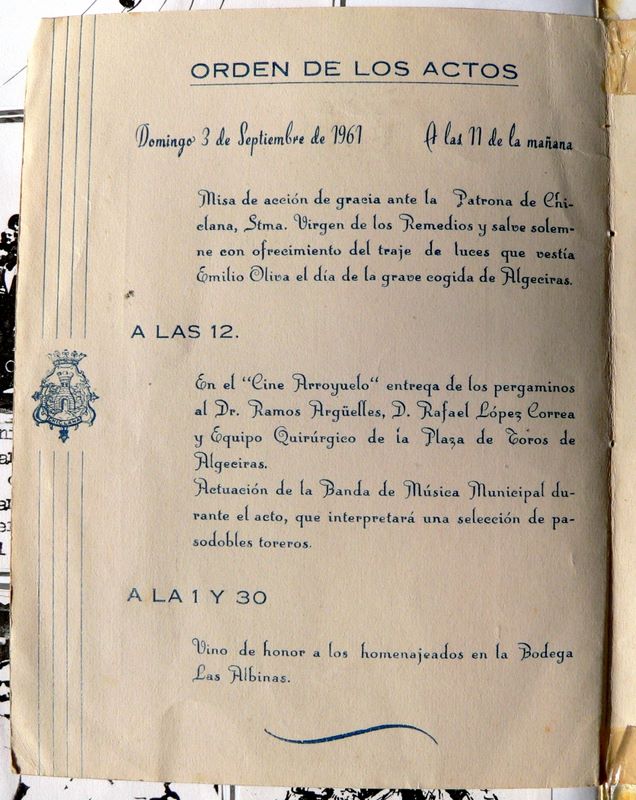 ORDEN DE LOS ACTOS
Domingo 3 de Septiembre de 1961 A las 11 de la mañana
Misa de acción de gracia ante la Patrona de Chi-
clana, Stma. Virgen de los Remedios y salve solem-
ne con ofrecimiento del traje de luces que vestía
Emilio Oliva el día de la grave cogida de Algeciras.
A LAS 12.
En el "Cine Arroyuelo" entrega de los pergaminos
al Dr. Ramos Argüelles, D. Rafael López Correa
y Equipo Quirúrgico de la Plaza de Toros de
Algeciras.
Actuación de la Banda de Música Municipal du-
rante el acto, que interpretará una selección de pa-
sodobles toreros.
A LA 1 Y 30
Vino de honor a los homenajeados en la Bodega
Las Albinas.